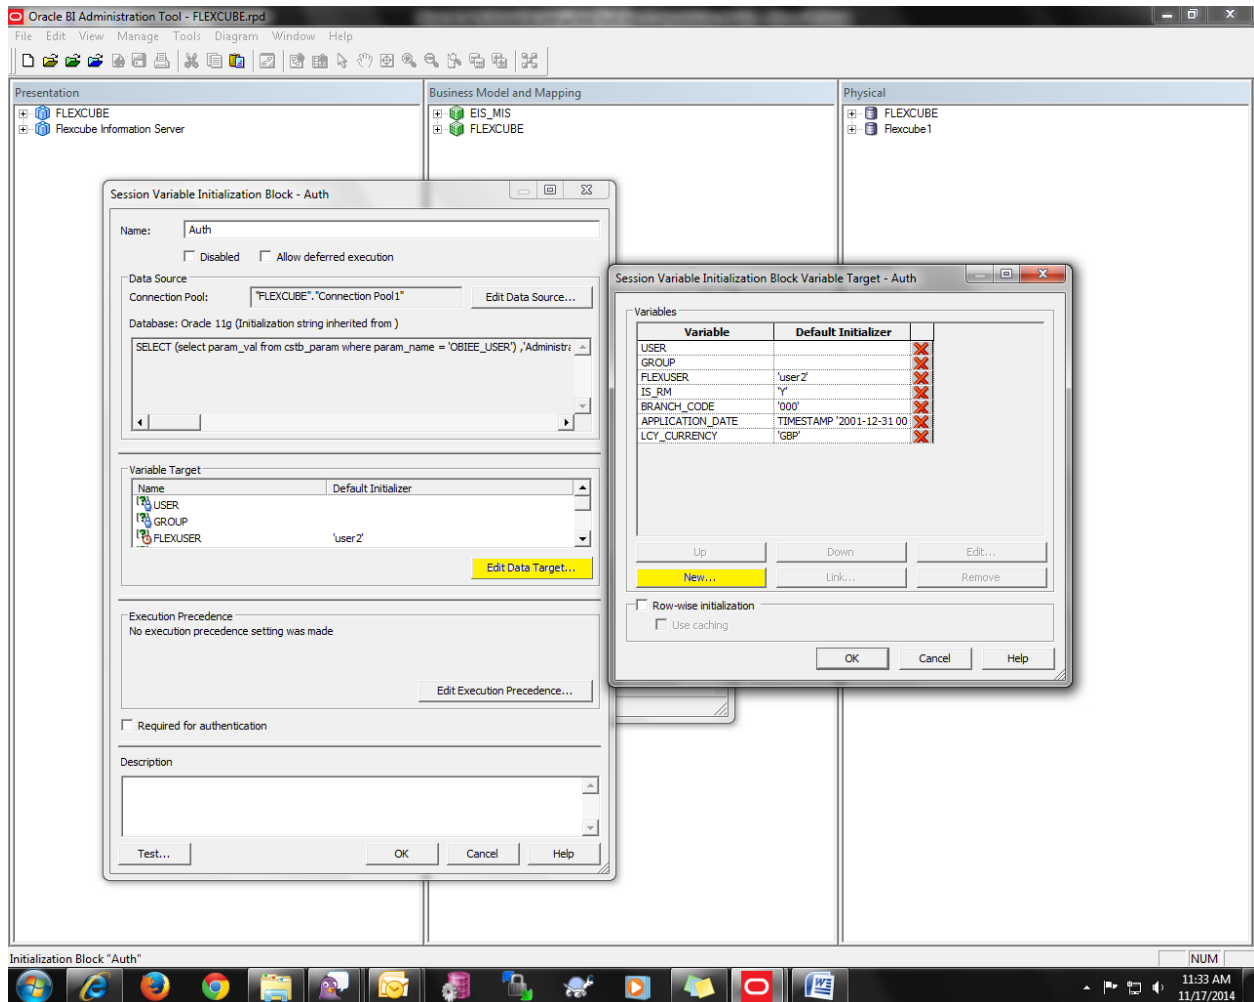 Oracle BI Administration Tool - FLEXCUBE.rpd
File Edit View Manage Tools Diagram Window Help
Presentation
FLEXCUBE
Flexcube Information Server
Business Model and Mapping
EIS_MIS
FLEXCUBE
Physical
FLEXCUBE
Flexcube1
Session Variable Initialization Block - Auth
Name: Auth
Disabled Allow deferred execution
Data Source
Connection Pool: "FLEXCUBE"."Connection Pool1" Edit Data Source...
Database: Oracle 11g (Initialization string inherited from )
SELECT (select param_val from cstb_param where param_name = 'OBIEE_USER') ,'Administra
Variable Target
Name Default Initializer
USER
GROUP
FLEXUSER 'user2'
Edit Data Target...
Execution Precedence
No execution precedence setting was made
Edit Execution Precedence...
Required for authentication
Description
Test... OK Cancel Help
Session Variable Initialization Block Variable Target - Auth
Variables
Variable Default Initializer
USER
GROUP
FLEXUSER 'user2'
IS_RM 'Y'
BRANCH_CODE '000'
APPLICATION_DATE TIMESTAMP '2001-12-31 00
LCY_CURRENCY 'GBP'
Up Down Edit...
New... Link... Remove
Row-wise initialization
Use caching
OK Cancel Help
Initialization Block "Auth"
NUM
11:33 AM
11/17/2014